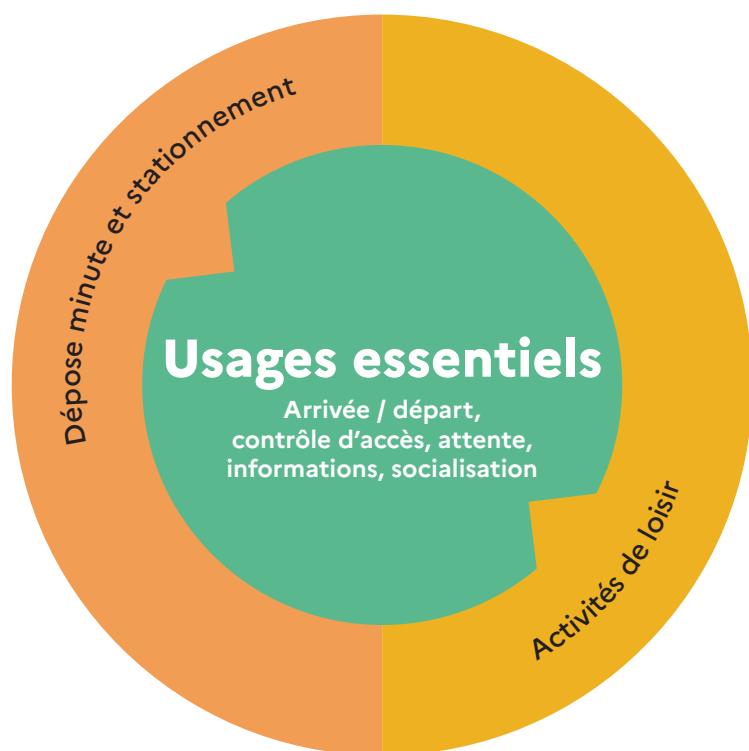 Dépose minute et stationnement
Usages essentiels
Arrivée / départ,
contrôle d’accès, attente,
informations, socialisation
Activités de loisir